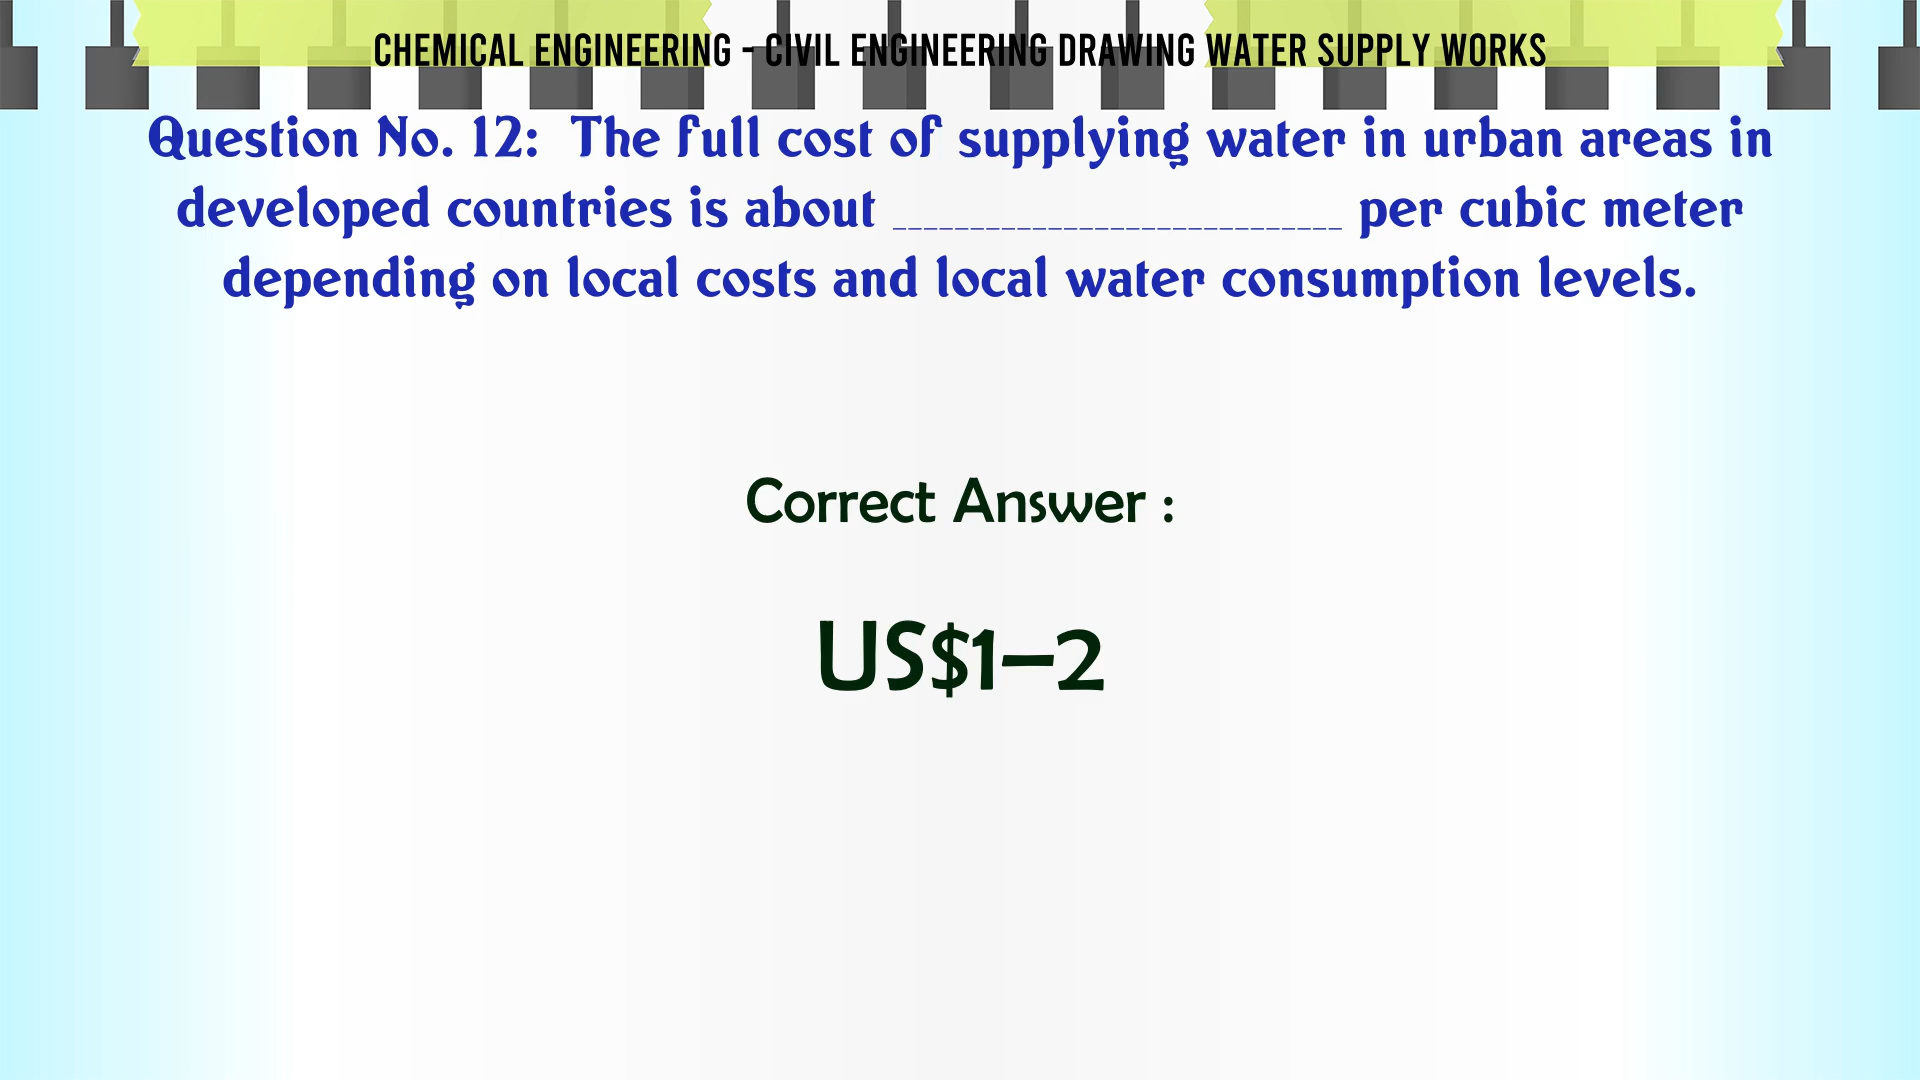 CHEMICAL ENGINEERING - CIVIL ENGINEERING DRAWING WATER SUPPLY WORKS
Question No. 12: The full cost of supplying water in urban areas in
developed countries is about _____________________________ per cubic meter
depending on local costs and local water consumption levels.
Correct Answer :
US$1–2